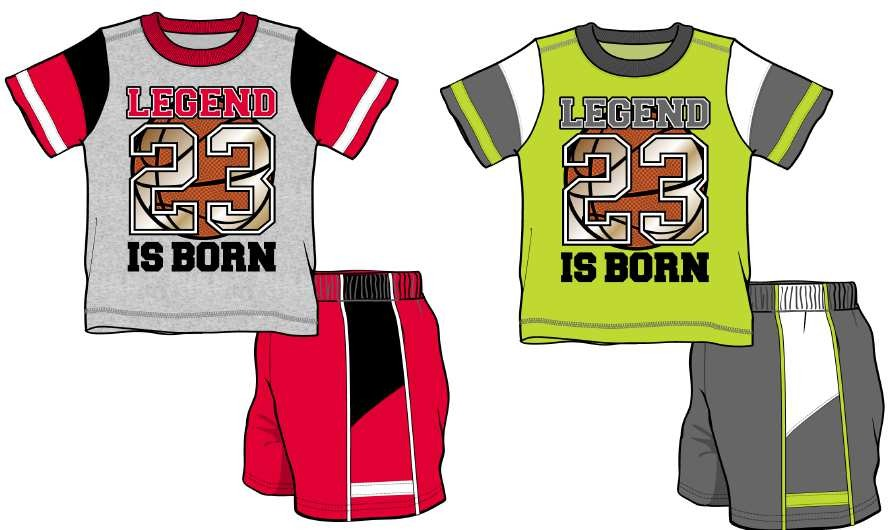 LEGEND
23
IS BORN
LEGEND
23
IS BORN